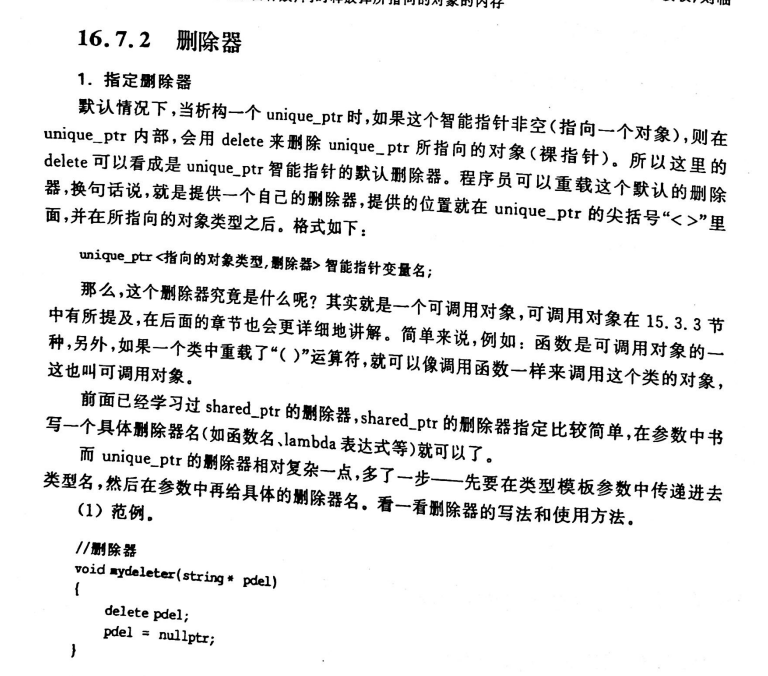 16.7.2 删除器
1. 指定删除器
默认情况下,当析构一个 unique_ptr 时,如果这个智能指针非空(指向一个对象),则在
unique_ptr 内部,会用 delete 来删除 unique_ptr 所指向的对象(裸指针)。所以这里的
delete 可以看成是 unique_ptr 智能指针的默认删除器。程序员可以重载这个默认的删除
器,换句话说,就是提供一个自己的删除器,提供的位置就在 unique_ptr 的尖括号“< >”里
面,并在所指向的对象类型之后。格式如下:
unique_ptr <指向的对象类型,删除器> 智能指针变量名;
那么,这个删除器究竟是什么呢? 其实就是一个可调用对象,可调用对象在 15.3.3 节
中有所提及,在后面的章节也会更详细地讲解。简单来说,例如: 函数是可调用对象的一
种,另外,如果一个类中重载了“( )”运算符,就可以像调用函数一样来调用这个类的对象,
这也叫可调用对象。
前面已经学习过 shared_ptr 的删除器,shared_ptr 的删除器指定比较简单,在参数中书
写一个具体删除器名(如函数名、lambda 表达式等)就可以了。
而 unique_ptr 的删除器相对复杂一点,多了一步——先要在类型模板参数中传递进去
类型名,然后在参数中再给具体的删除器名。看一看删除器的写法和使用方法。
(1) 范例。
//删除器
void mydeleter(string* pdel)
{
delete pdel;
pdel = nullptr;
}